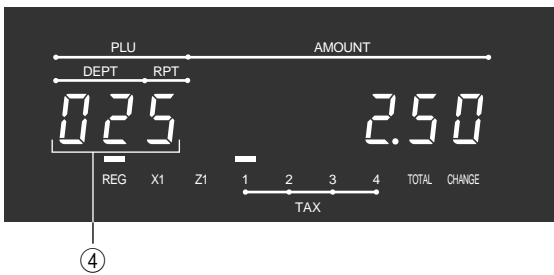 PLU AMOUNT
DEPT RPT
025 2.50
REG X1 Z1 1 2 3 4 TOTAL CHANGE
TAX
④